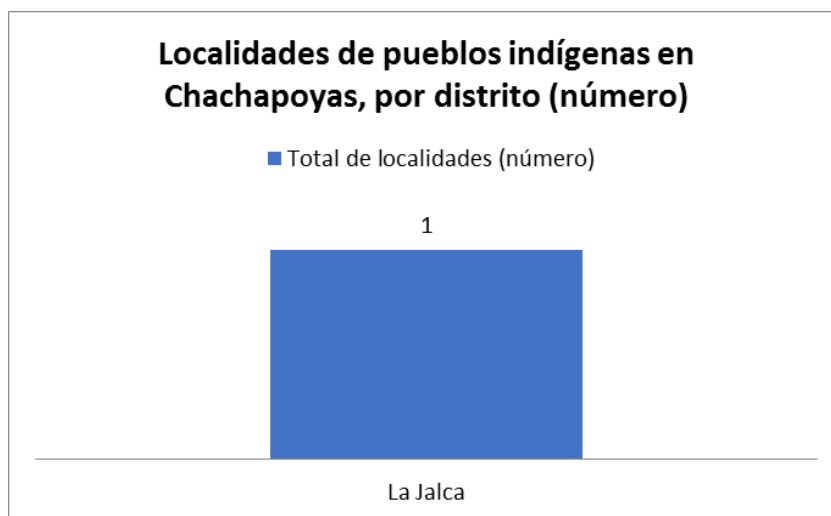 Localidades de pueblos indígenas en
Chachapoyas, por distrito (número)
Total de localidades (número)
1
La Jalca